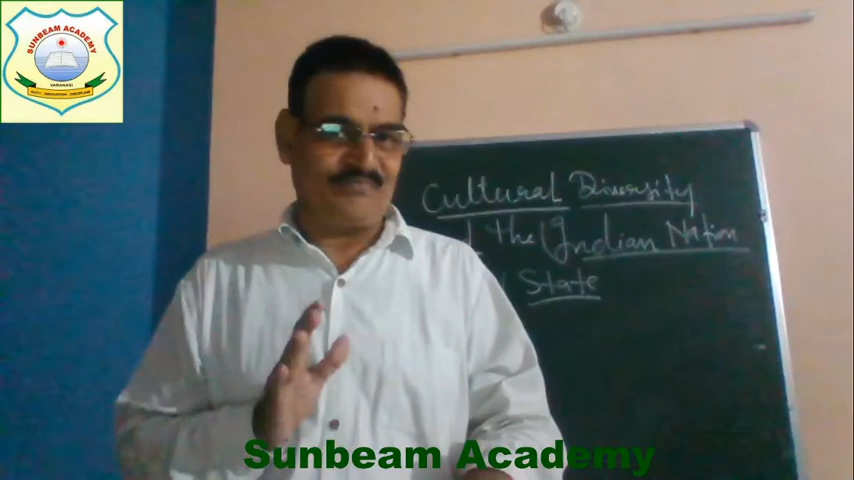 SUNBEAM ACADEMY
VARANASI
Cultural Diversity
the Indian Nation
State
Sunbeam Academy